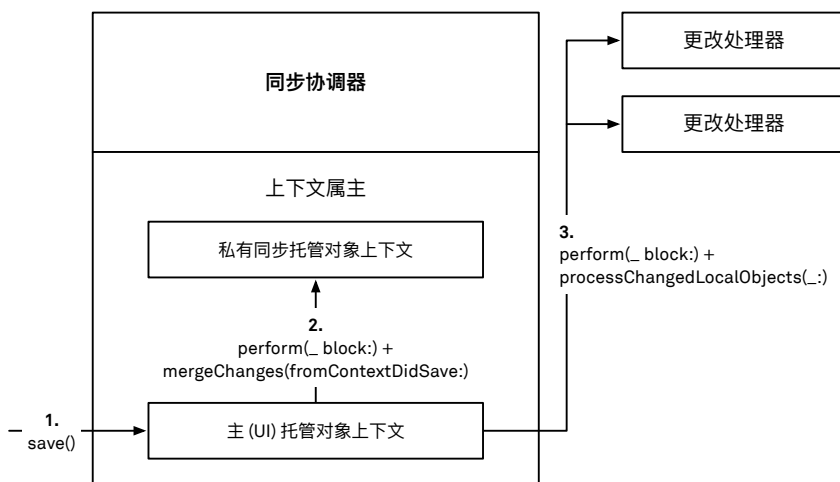 更改处理器
同步协调器
更改处理器
上下文属主
私有同步托管对象上下文
3.
perform(_ block:) +
processChangedLocalObjects(_:)
2.
perform(_ block:) +
mergeChanges(fromContextDidSave:)
1.
save()
主 (UI) 托管对象上下文